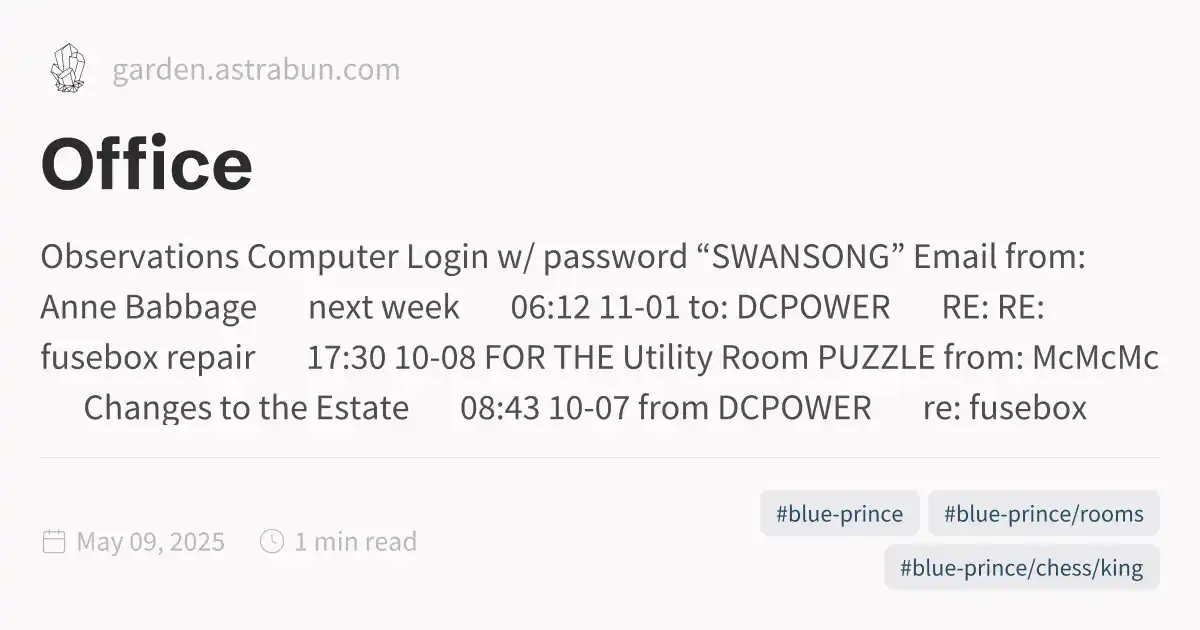 garden.astrabun.com
Office
Observations Computer Login w/ password “SWANSONG” Email from:
Anne Babbage next week 06:12 11-01 to: DCPOWER RE: RE:
fusebox repair 17:30 10-08 FOR THE Utility Room PUZZLE from: McMcMc
Changes to the Estate 08:43 10-07 from DCPOWER re: fusebox
May 09, 2025 1 min read
#blue-prince #blue-prince/rooms
#blue-prince/chess/king